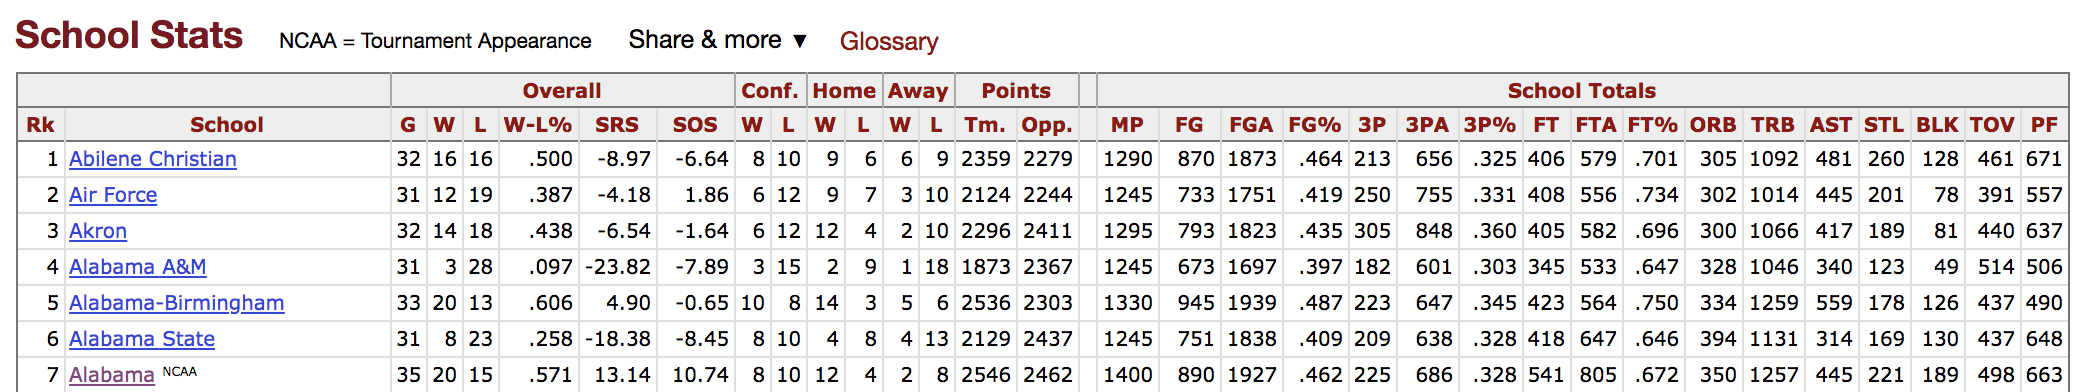 School Stats NCAA = Tournament Appearance Share & more ▼ Glossary
Overall Conf. Home Away Points School Totals
Rk School G W L W-L% SRS SOS W L W L W L Tm. Opp. MP FG FGA FG% 3P 3PA 3P% FT FTA FT% ORB TRB AST STL BLK TOV PF
1 Abilene Christian 32 16 16 .500 -8.97 -6.64 8 10 9 6 6 9 2359 2279 1290 870 1873 .464 213 656 .325 406 579 .701 305 1092 481 260 128 461 671
2 Air Force 31 12 19 .387 -4.18 1.86 6 12 9 7 3 10 2124 2244 1245 733 1751 .419 250 755 .331 408 556 .734 302 1014 445 201 78 391 557
3 Akron 32 14 18 .438 -6.54 -1.64 6 12 12 4 2 10 2296 2411 1295 793 1823 .435 305 848 .360 405 582 .696 300 1066 417 189 81 440 637
4 Alabama A&M 31 3 28 .097 -23.82 -7.89 3 15 2 9 1 18 1873 2367 1245 673 1697 .397 182 601 .303 345 533 .647 328 1046 340 123 49 514 506
5 Alabama-Birmingham 33 20 13 .606 4.90 -0.65 10 8 14 3 5 6 2536 2303 1330 945 1939 .487 223 647 .345 423 564 .750 334 1259 559 178 126 437 490
6 Alabama State 31 8 23 .258 -18.38 -8.45 8 10 4 8 4 13 2129 2437 1245 751 1838 .409 209 638 .328 418 647 .646 394 1131 314 169 130 437 648
7 Alabama NCAA 35 20 15 .571 13.14 10.74 8 10 12 4 2 8 2546 2462 1400 890 1927 .462 225 686 .328 541 805 .672 350 1257 445 221 189 498 663